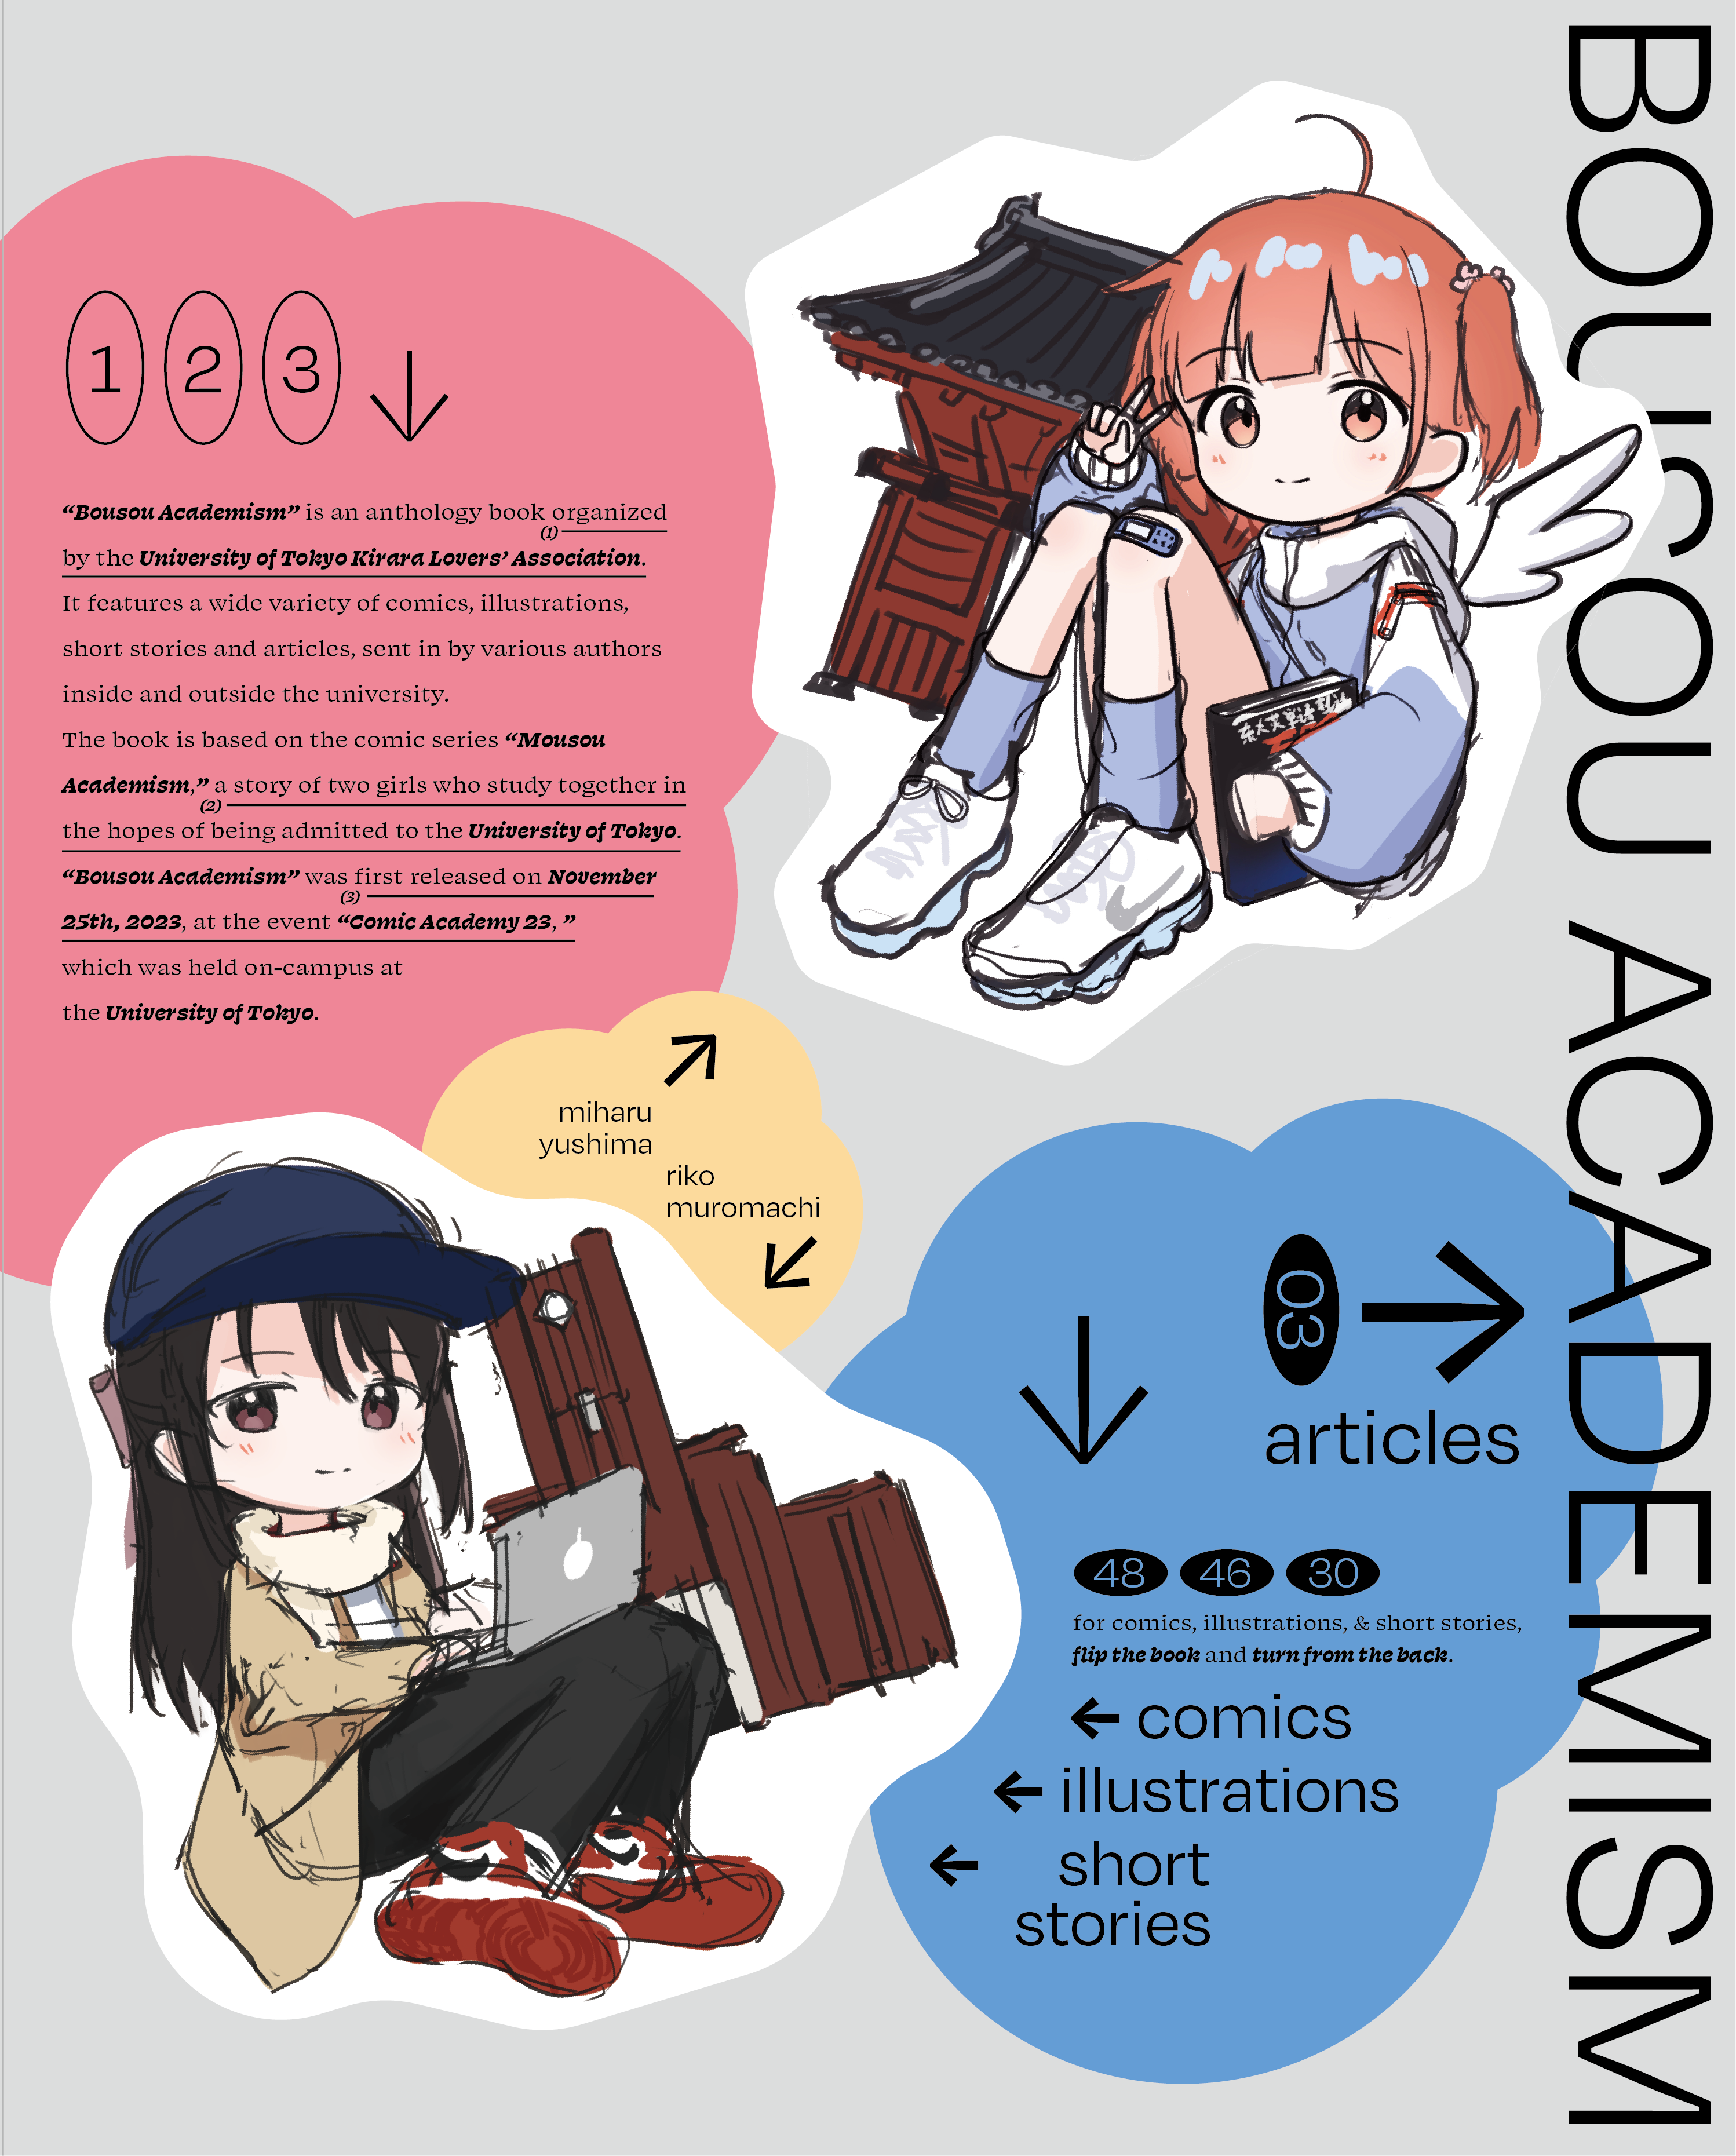 BOUSOU ACADEMISM
1 2 3 ↓
“Bousou Academism” is an anthology book organized
(1)
by the University of Tokyo Kirara Lovers’ Association.
It features a wide variety of comics, illustrations,
short stories and articles, sent in by various authors
inside and outside the university.
The book is based on the comic series “Mousou
Academism,” a story of two girls who study together in
(2)
the hopes of being admitted to the University of Tokyo.
“Bousou Academism” was first released on November
(3)
25th, 2023, at the event “Comic Academy 23, ”
which was held on-campus at
the University of Tokyo.
↗
miharu
yushima
riko
muromachi
↙
03 →
articles
↓
48 46 30
for comics, illustrations, & short stories,
flip the book and turn from the back.
← comics
← illustrations
← short
stories